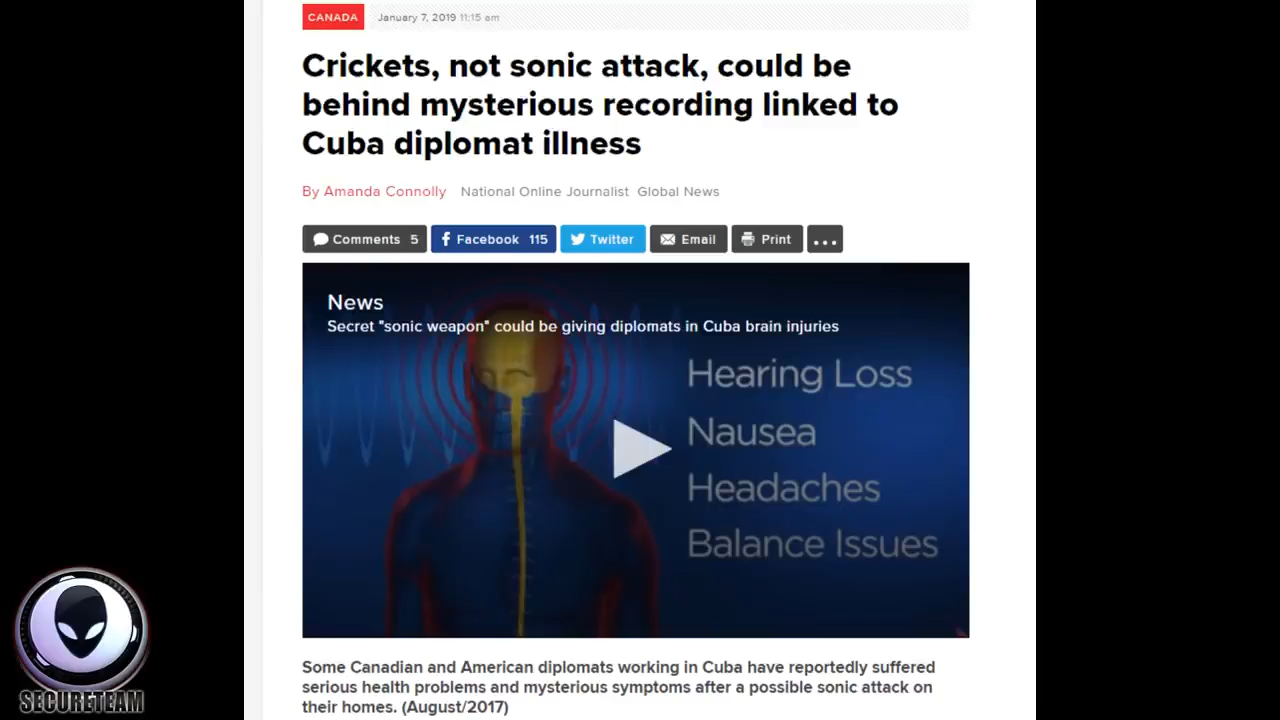 CANADA January 7, 2019 11:15 am
Crickets, not sonic attack, could be
behind mysterious recording linked to
Cuba diplomat illness
By Amanda Connolly National Online Journalist Global News
Comments 5 Facebook 115 Twitter Email Print ...
News
Secret "sonic weapon" could be giving diplomats in Cuba brain injuries
Hearing Loss
Nausea
Headaches
Balance Issues
Some Canadian and American diplomats working in Cuba have reportedly suffered
serious health problems and mysterious symptoms after a possible sonic attack on
their homes. (August/2017)
SECURETEAM